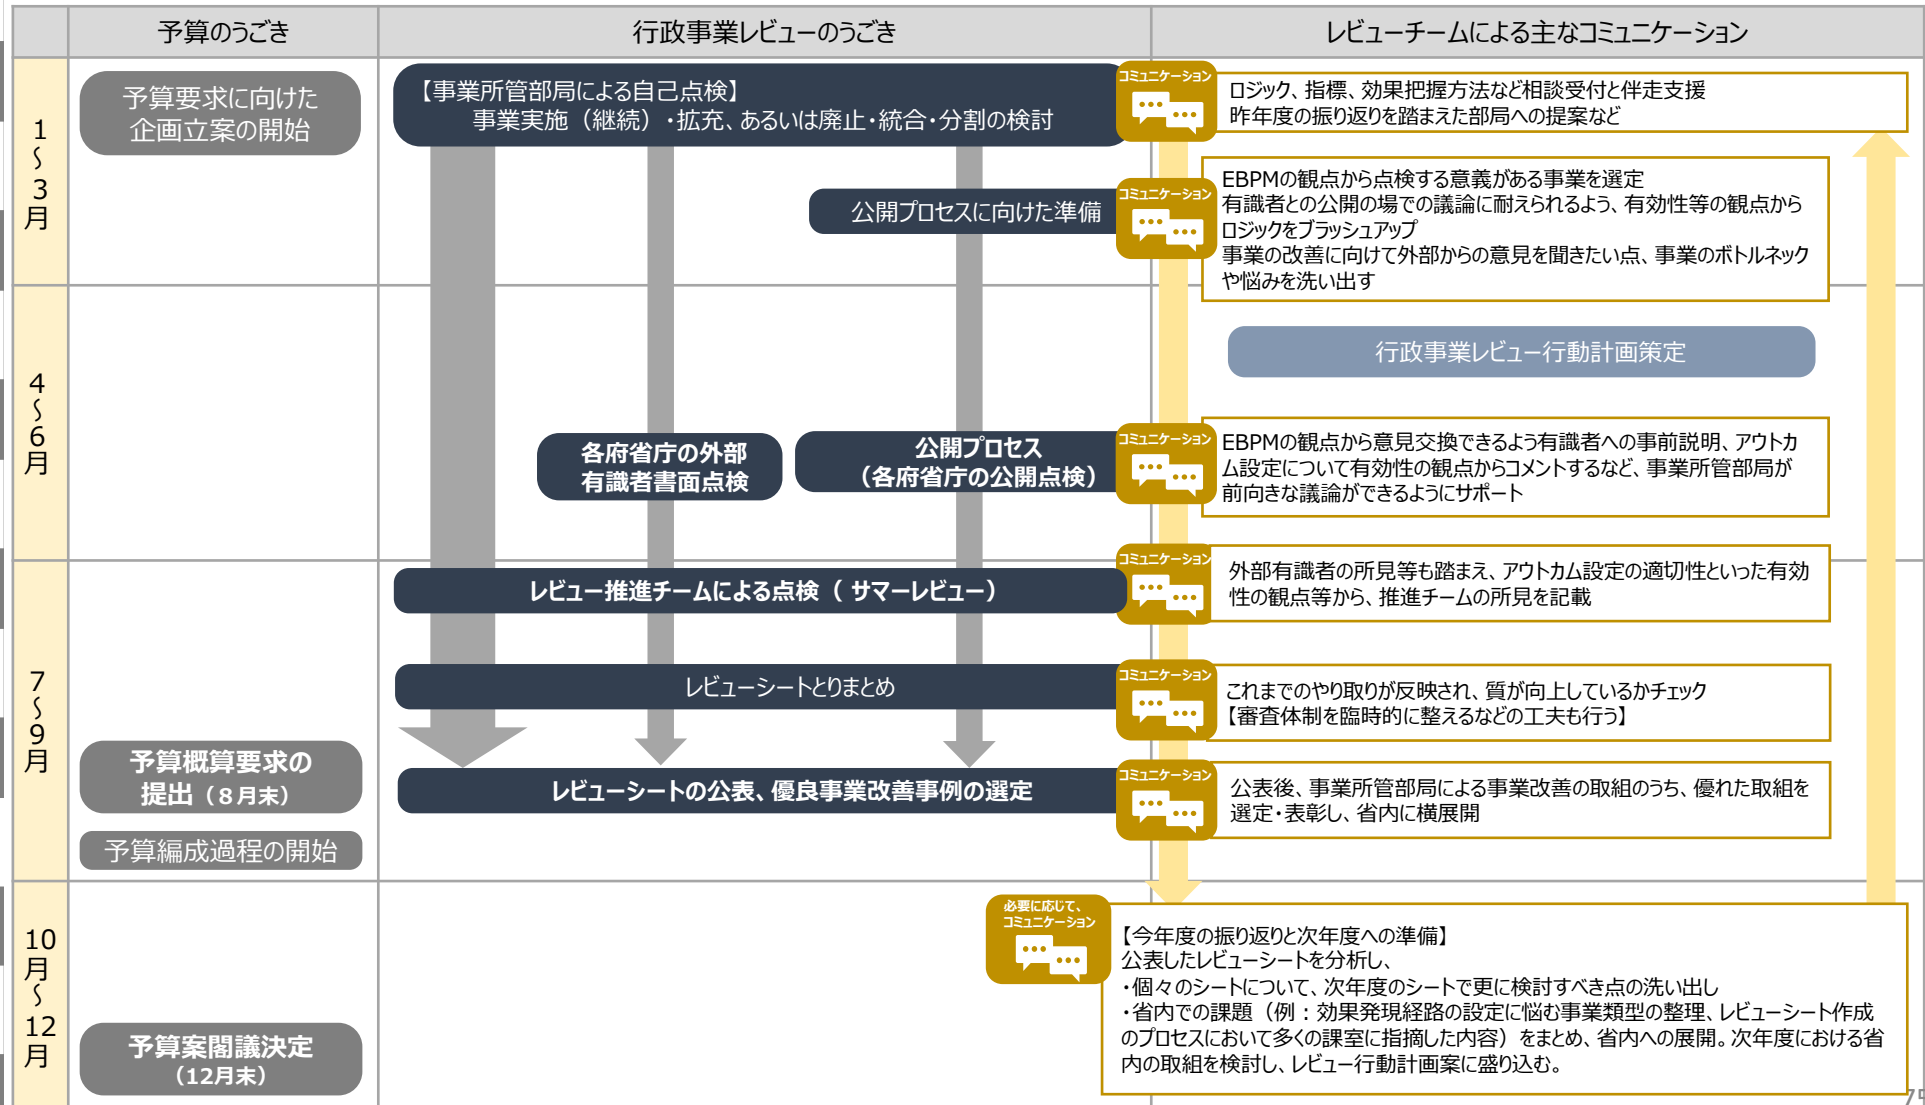 予算のうごき
行政事業レビューのうごき
レビューチームによる主なコミュニケーション
1～3月
予算要求に向けた
企画立案の開始
【事業所管部局による自己点検】
事業実施（継続）・拡充、あるいは廃止・統合・分割の検討
コミュニケーション
ロジック、指標、効果把握方法など相談受付と伴走支援
昨年度の振り返りを踏まえた部局への提案など
公開プロセスに向けた準備
コミュニケーション
EBPMの観点から点検する意義がある事業を選定
有識者との公開の場での議論に耐えられるよう、有効性等の観点から
ロジックをブラッシュアップ
事業の改善に向けて外部からの意見を聞きたい点、事業のボトルネック
や悩みを洗い出す
4～6月
行政事業レビュー行動計画策定
各府省庁の外部
有識者書面点検
公開プロセス
（各府省庁の公開点検）
コミュニケーション
EBPMの観点から意見交換できるよう有識者への事前説明、アウトカ
ム設定について有効性の観点からコメントするなど、事業所管部局が
前向きな議論ができるようにサポート
7～9月
レビュー推進チームによる点検（ サマーレビュー）
コミュニケーション
外部有識者の所見等も踏まえ、アウトカム設定の適切性といった有効
性の観点等から、推進チームの所見を記載
レビューシートとりまとめ
コミュニケーション
これまでのやり取りが反映され、質が向上しているかチェック
【審査体制を臨時的に整えるなどの工夫も行う】
予算概算要求の
提出（８月末）
レビューシートの公表、優良事業改善事例の選定
コミュニケーション
公表後、事業所管部局による事業改善の取組のうち、優れた取組を
選定・表彰し、省内に横展開
予算編成過程の開始
10月～12月
必要に応じて、
コミュニケーション
【今年度の振り返りと次年度への準備】
公表したレビューシートを分析し、
・個々のシートについて、次年度のシートで更に検討すべき点の洗い出し
・省内での課題（例：効果発現経路の設定に悩む事業類型の整理、レビューシート作成
のプロセスにおいて多くの課室に指摘した内容）をまとめ、省内への展開。次年度における省
内の取組を検討し、レビュー行動計画案に盛り込む。
予算案閣議決定
（12月末）